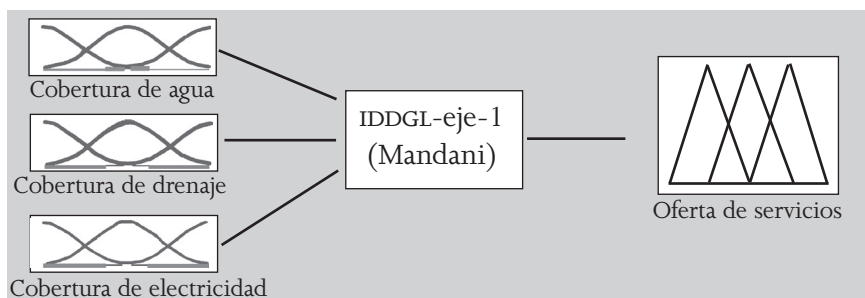 Cobertura de agua
Cobertura de drenaje
Cobertura de electricidad
IDDGL-eje-1
(Mandani)
Oferta de servicios